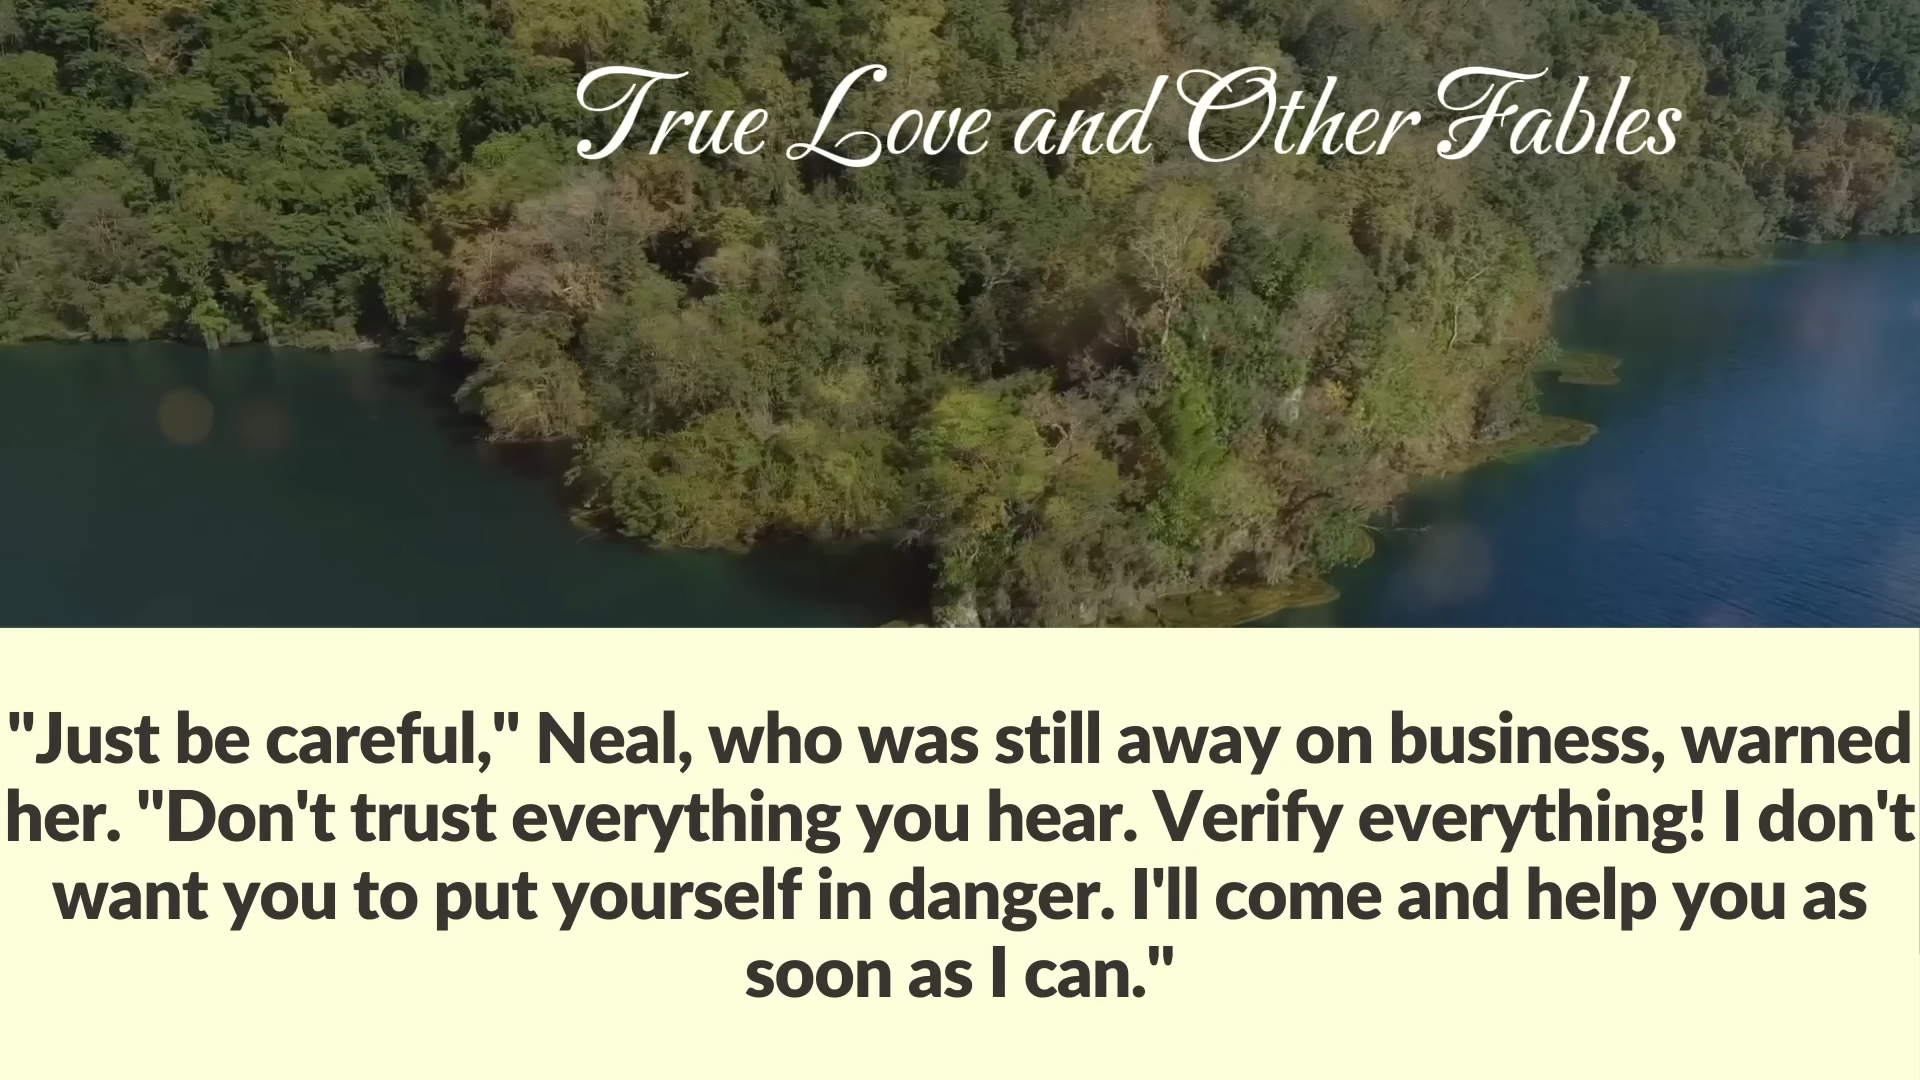 True Love and Other Fables
"Just be careful," Neal, who was still away on business, warned
her. "Don't trust everything you hear. Verify everything! I don't
want you to put yourself in danger. I'll come and help you as
soon as I can."